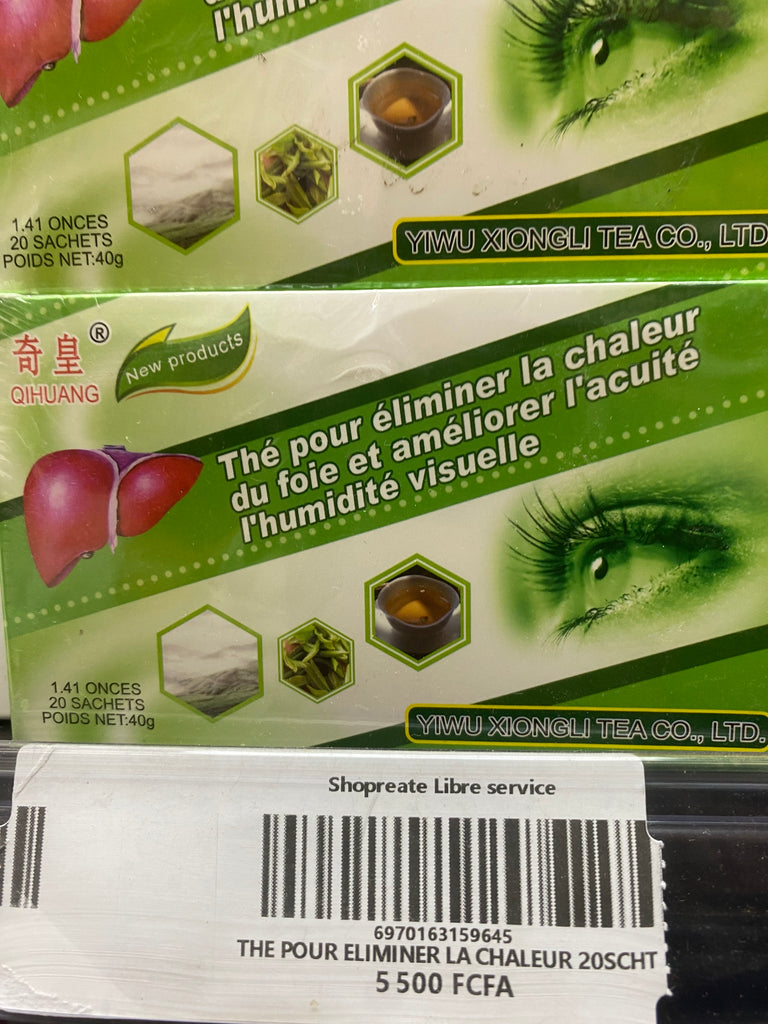 l'hum
1.41 ONCES
20 SACHETS
POIDS NET:40g
YIWU XIONGLI TEA CO., LTD
奇皇®
QIHUANG
New products
Thé pour éliminer la chaleur
du foie et améliorer l'acuité
l'humidité visuelle
1.41 ONCES
20 SACHETS
POIDS NET:40g
YIWU XIONGLI TEA CO., LTD.
Shopreate Libre service
6970163159645
THE POUR ELIMINER LA CHALEUR 20SCHT
5 500 FCFA